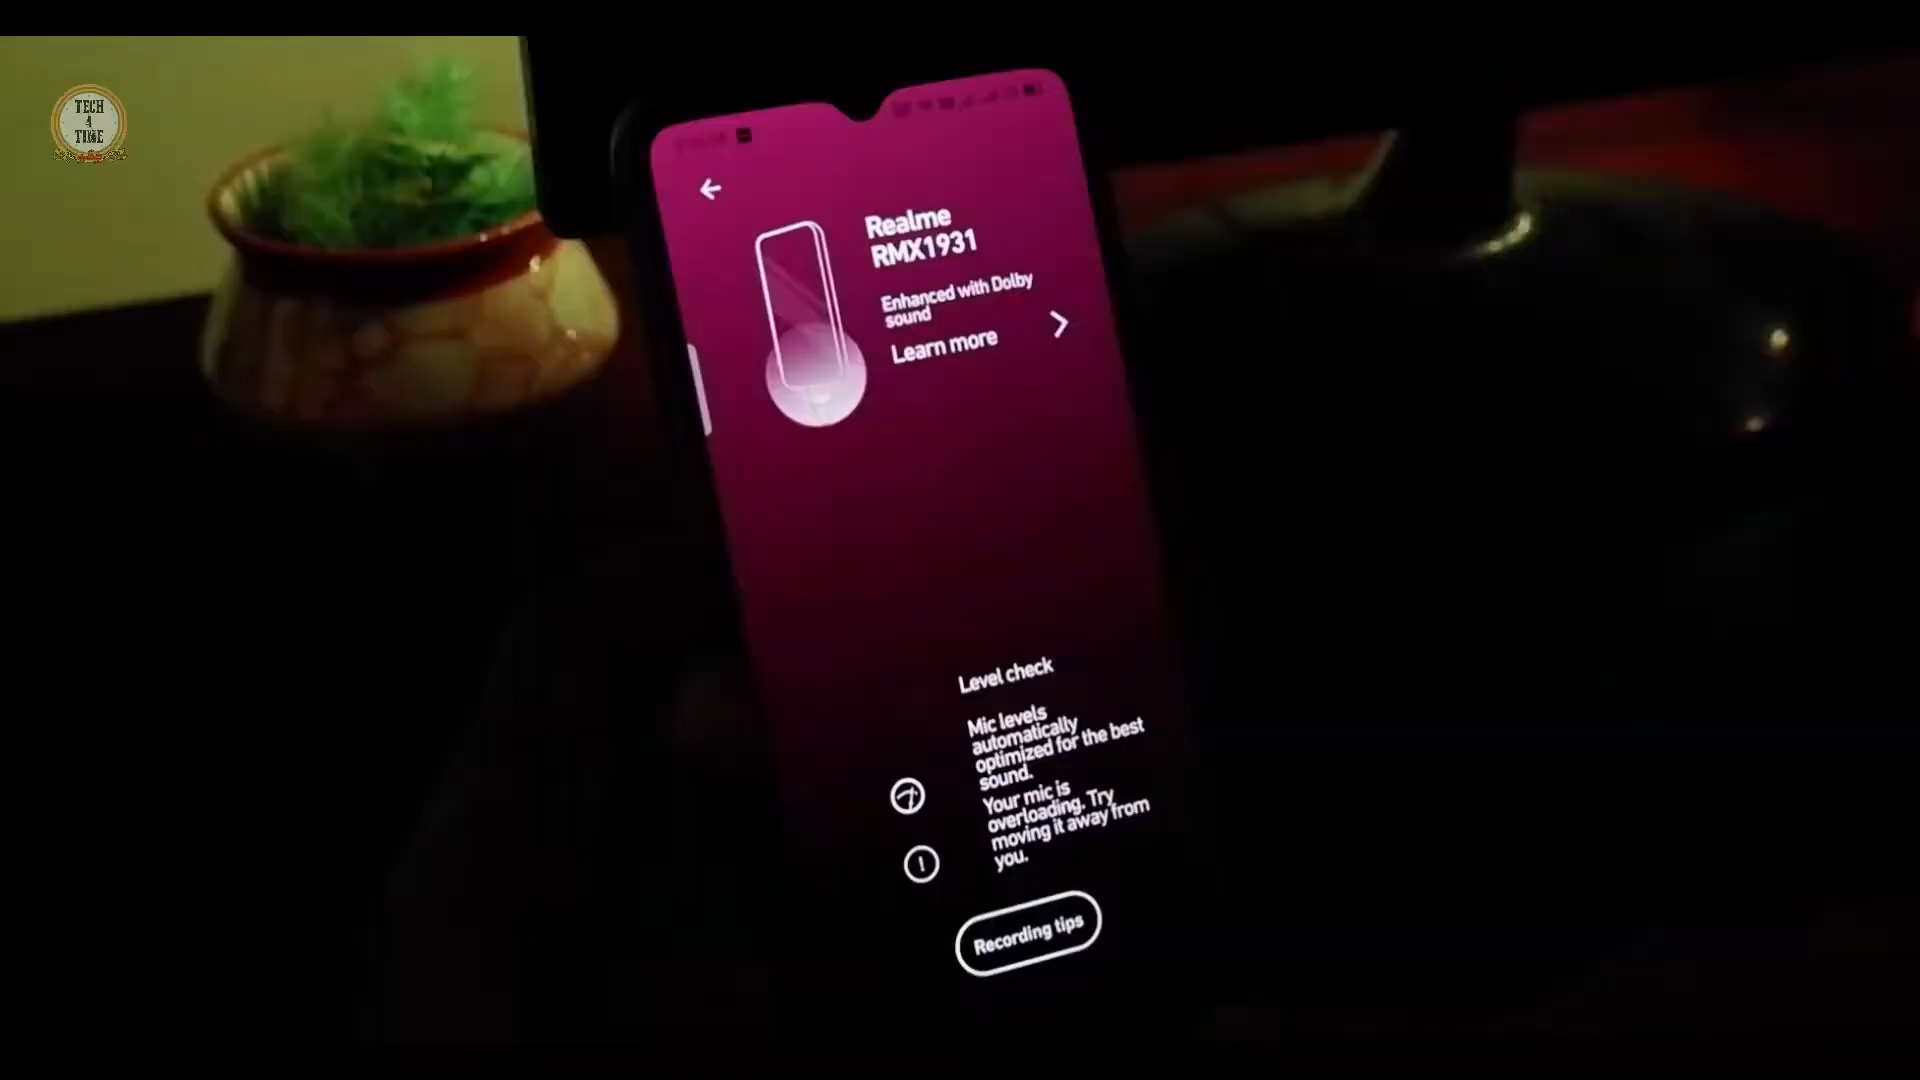 TECH
4
TIME
Realme
RMX1931
Enhanced with Dolby
sound
Learn more
Level check
Mic levels
automatically
optimized for the best
sound.
Your mic is
overloading. Try
moving it away from
you.
Recording tips